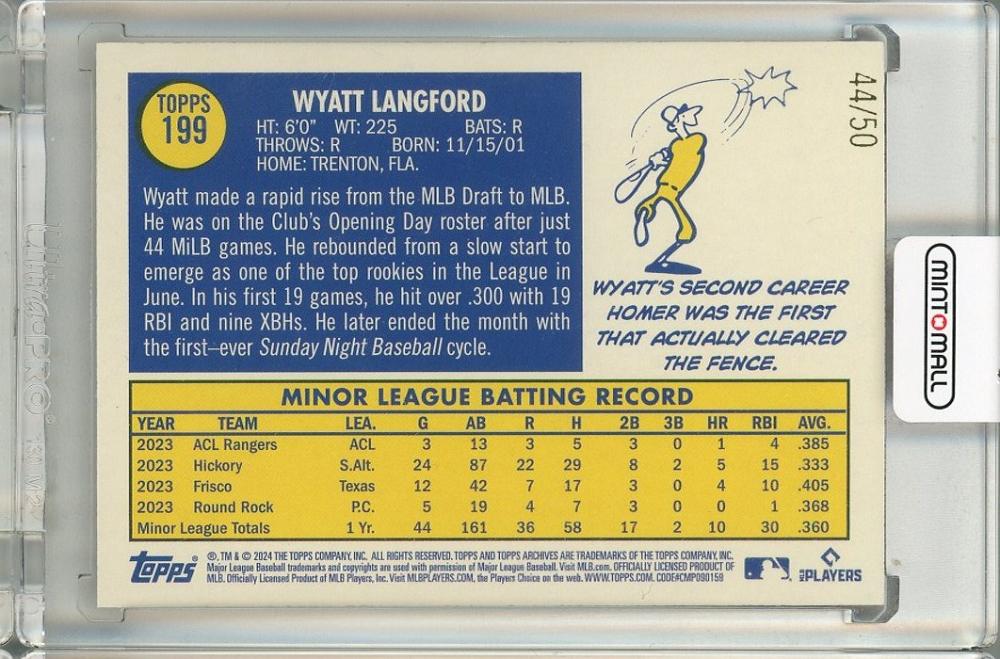 TOPPS
199
WYATT LANGFORD
HT: 6'0" WT: 225 BATS: R
THROWS: R BORN: 11/15/01
HOME: TRENTON, FLA.
Wyatt made a rapid rise from the MLB Draft to MLB.
He was on the Club's Opening Day roster after just
44 MiLB games. He rebounded from a slow start to
emerge as one of the top rookies in the League in
June. In his first 19 games, he hit over .300 with 19
RBI and nine XBHs. He later ended the month with
the first–ever Sunday Night Baseball cycle.
44/50
WYATT'S SECOND CAREER
HOMER WAS THE FIRST
THAT ACTUALLY CLEARED
THE FENCE.
MINT MALL
UltraPRO
MINOR LEAGUE BATTING RECORD
YEAR TEAM LEA. G AB R H 2B 3B HR RBI AVG.
2023 ACL Rangers ACL 3 13 3 5 3 0 1 4 .385
2023 Hickory S.Alt. 24 87 22 29 8 2 5 15 .333
2023 Frisco Texas 12 42 7 17 3 0 4 10 .405
2023 Round Rock P.C. 5 19 4 7 3 0 0 1 .368
Minor League Totals 1 Yr. 44 161 36 58 17 2 10 30 .360
Topps
®, TM & © 2024 THE TOPPS COMPANY, INC. ALL RIGHTS RESERVED. TOPPS AND TOPPS ARCHIVES ARE TRADEMARKS OF THE TOPPS COMPANY, INC.
Major League Baseball trademarks and copyrights are used with permission of Major League Baseball. Visit MLB.com. OFFICIALLY LICENSED PRODUCT OF
MLB. Officially Licensed Product of MLB Players, Inc. Visit MLBPLAYERS.COM, the Players Choice on the web. WWW.TOPPS.COM. CODE#CMP090159
MLB PLAYERS